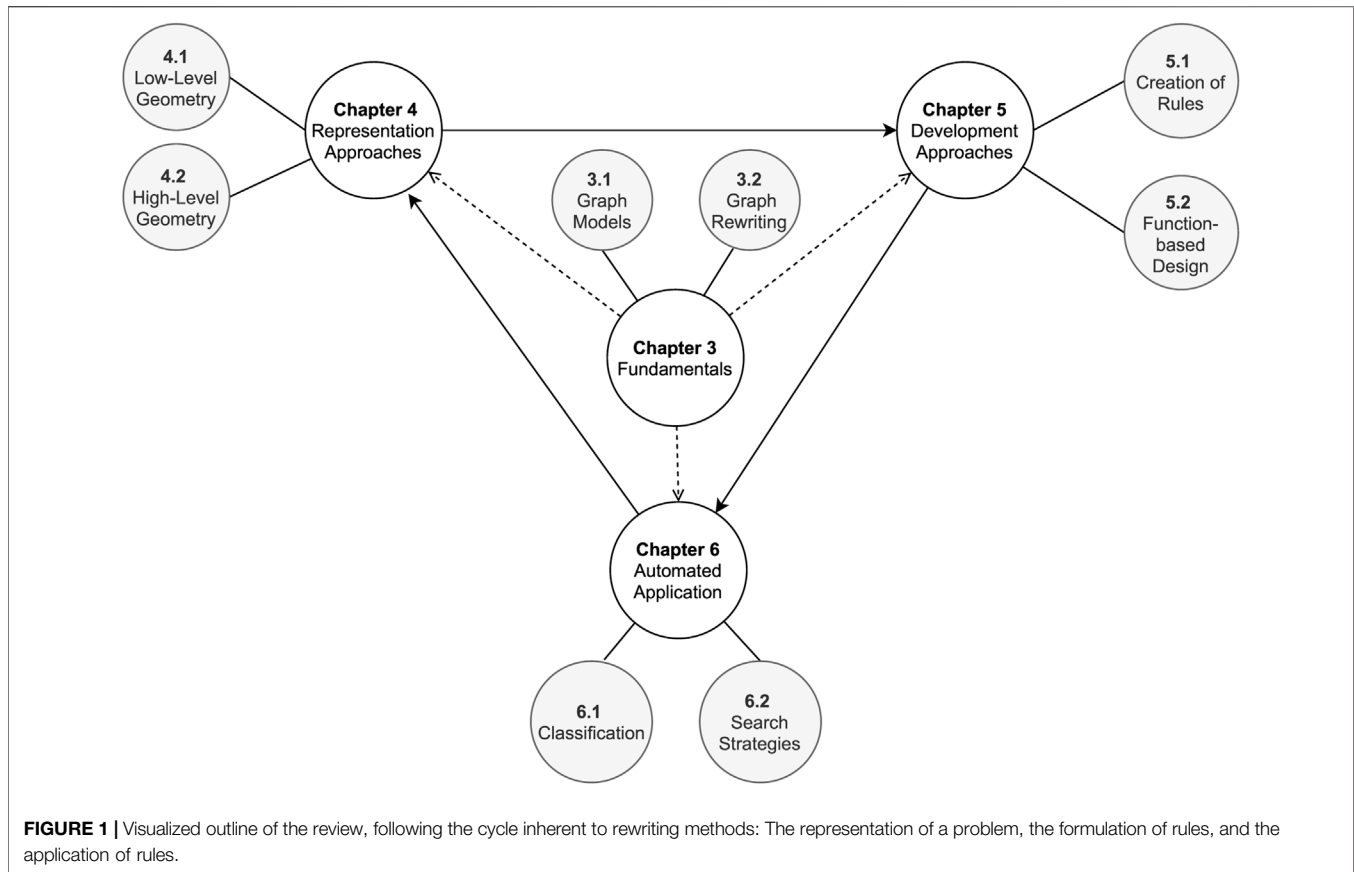 4.1
Low-Level
Geometry
4.2
High-Level
Geometry
Chapter 4
Representation
Approaches
3.1
Graph
Models
3.2
Graph
Rewriting
Chapter 5
Development
Approaches
5.1
Creation of
Rules
5.2
Function-
based
Design
Chapter 3
Fundamentals
Chapter 6
Automated
Application
6.1
Classification
6.2
Search
Strategies
FIGURE 1 | Visualized outline of the review, following the cycle inherent to rewriting methods: The representation of a problem, the formulation of rules, and the
application of rules.